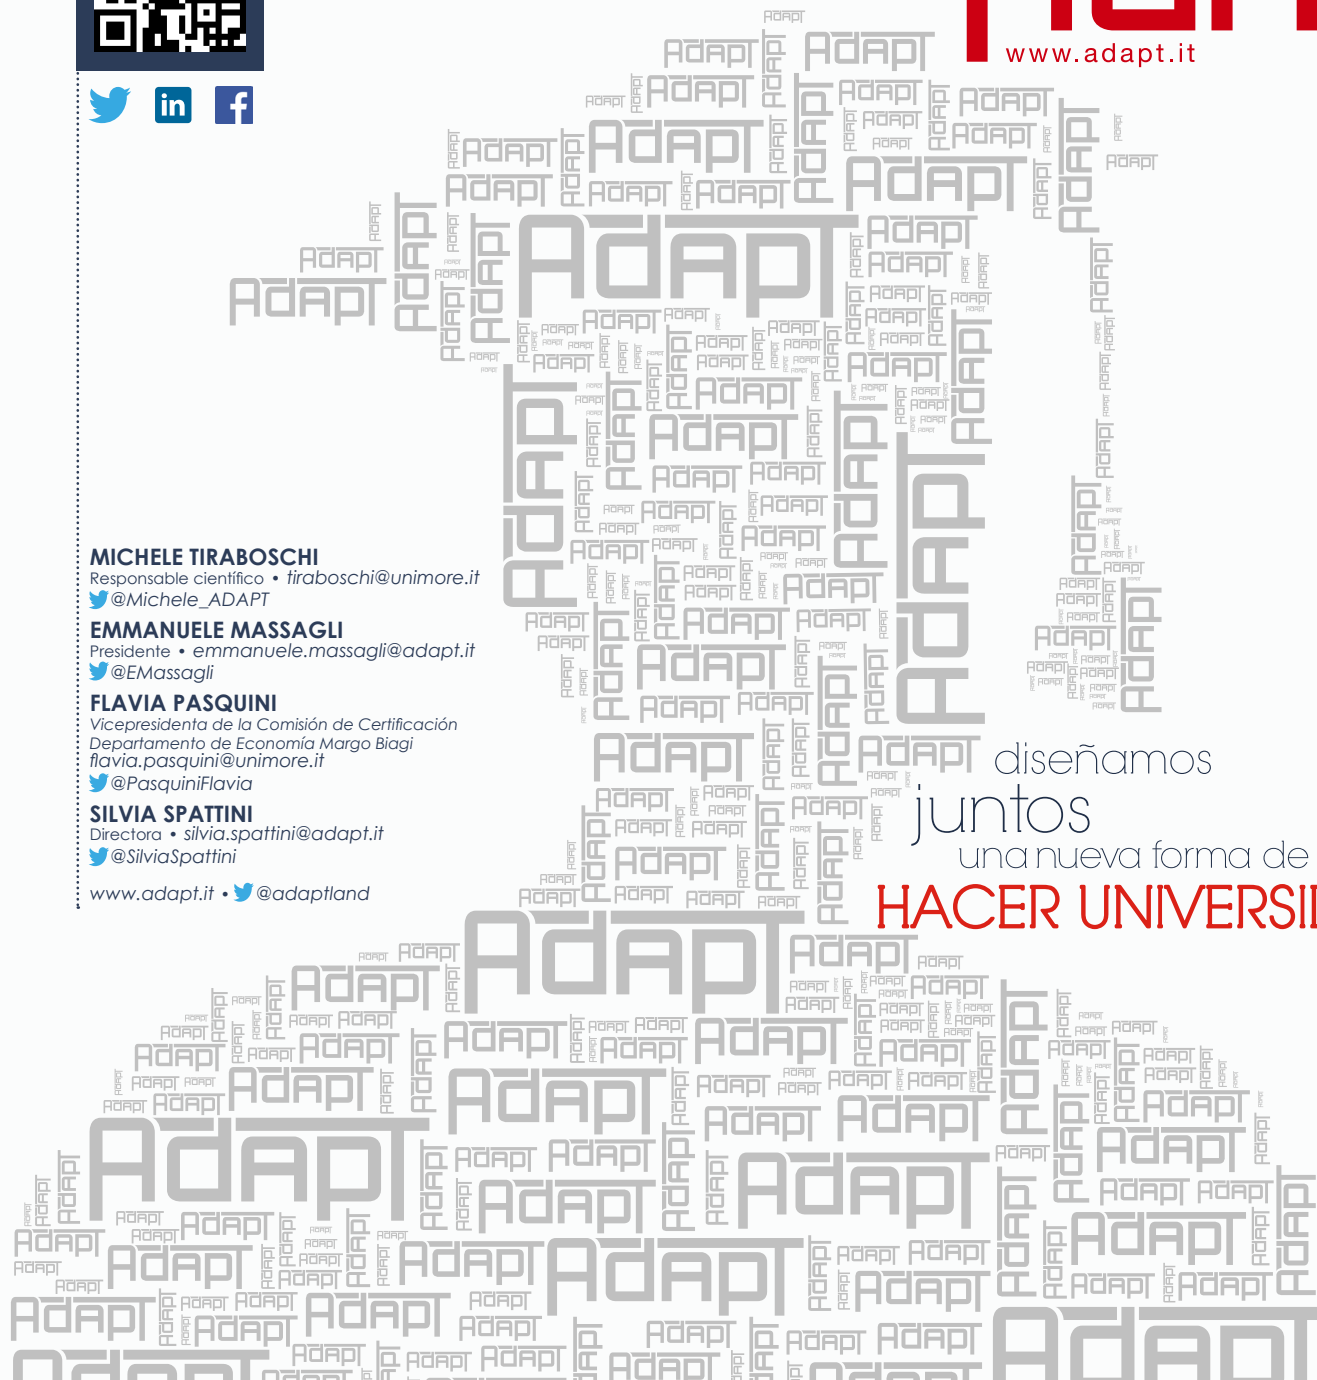 www.adapt.it
MICHELE TIRABOSCHI
Responsable científico • tiraboschi@unimore.it
@Michele_ADAPT
EMMANUELE MASSAGLI
Presidente • emmanuele.massagli@adapt.it
@EMassagli
FLAVIA PASQUINI
Vicepresidenta de la Comisión de Certificación
Departamento de Economía Margo Biagi
flavia.pasquini@unimore.it
@PasquiniFlavia
SILVIA SPATTINI
Directora • silvia.spattini@adapt.it
@SilviaSpattini
www.adapt.it • @adaptland
diseñamos
juntos
una nueva forma de
HACER
Adapt